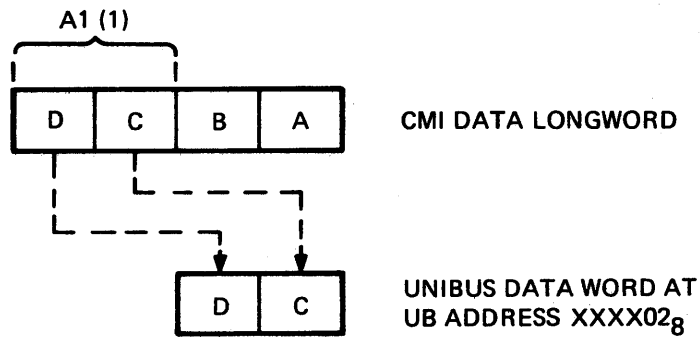 A1 (1)
D C B A
CMI DATA LONGWORD
D C
UNIBUS DATA WORD AT
UB ADDRESS XXXX02₈